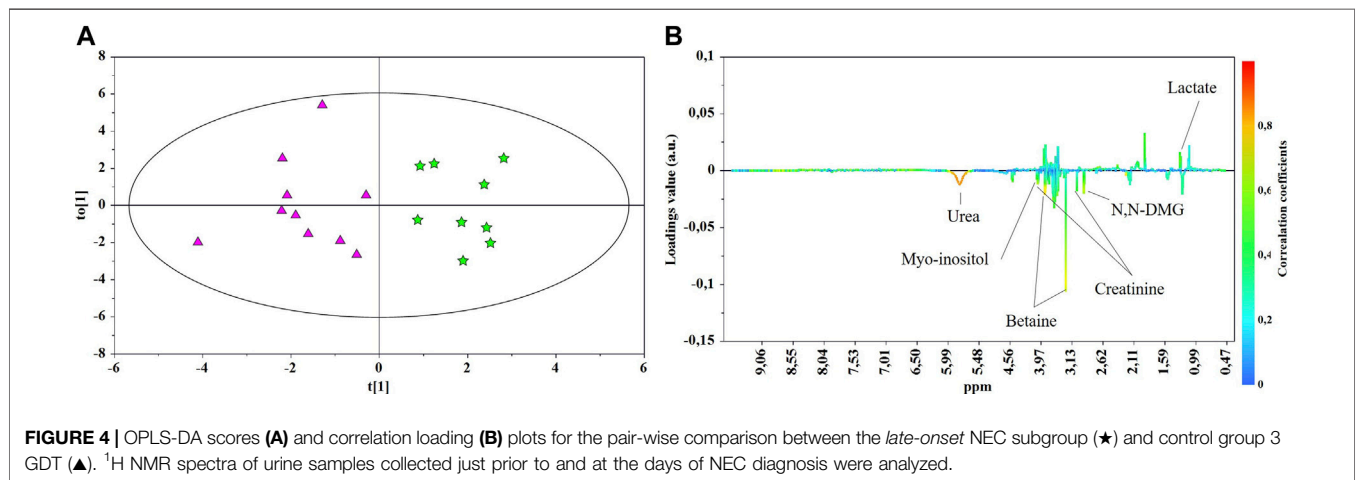 A
8
6
4
2
0
-2
-4
-6
-8
to[1]
-6
-4
-2
0
2
4
6
t[1]
B
0,1
0,05
0
-0,05
-0,1
-0,15
Loadings value (a.u.)
Lactate
Urea
N,N-DMG
Myo-inositol
Creatinine
Betaine
9,06
8,55
8,04
7,53
7,01
6,50
5,99
5,48
4,56
3,97
3,13
2,62
2,11
1,59
0,99
0,47
ppm
0,8
0,6
0,4
0,2
0
Correalation coefficients
FIGURE 4 | OPLS-DA scores (A) and correlation loading (B) plots for the pair-wise comparison between the late-onset NEC subgroup (★) and control group 3
GDT (▲). ¹H NMR spectra of urine samples collected just prior to and at the days of NEC diagnosis were analyzed.